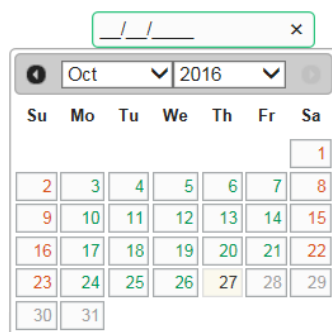 __/__/____ ×
Oct 2016
Su Mo Tu We Th Fr Sa
1
2 3 4 5 6 7 8
9 10 11 12 13 14 15
16 17 18 19 20 21 22
23 24 25 26 27 28 29
30 31